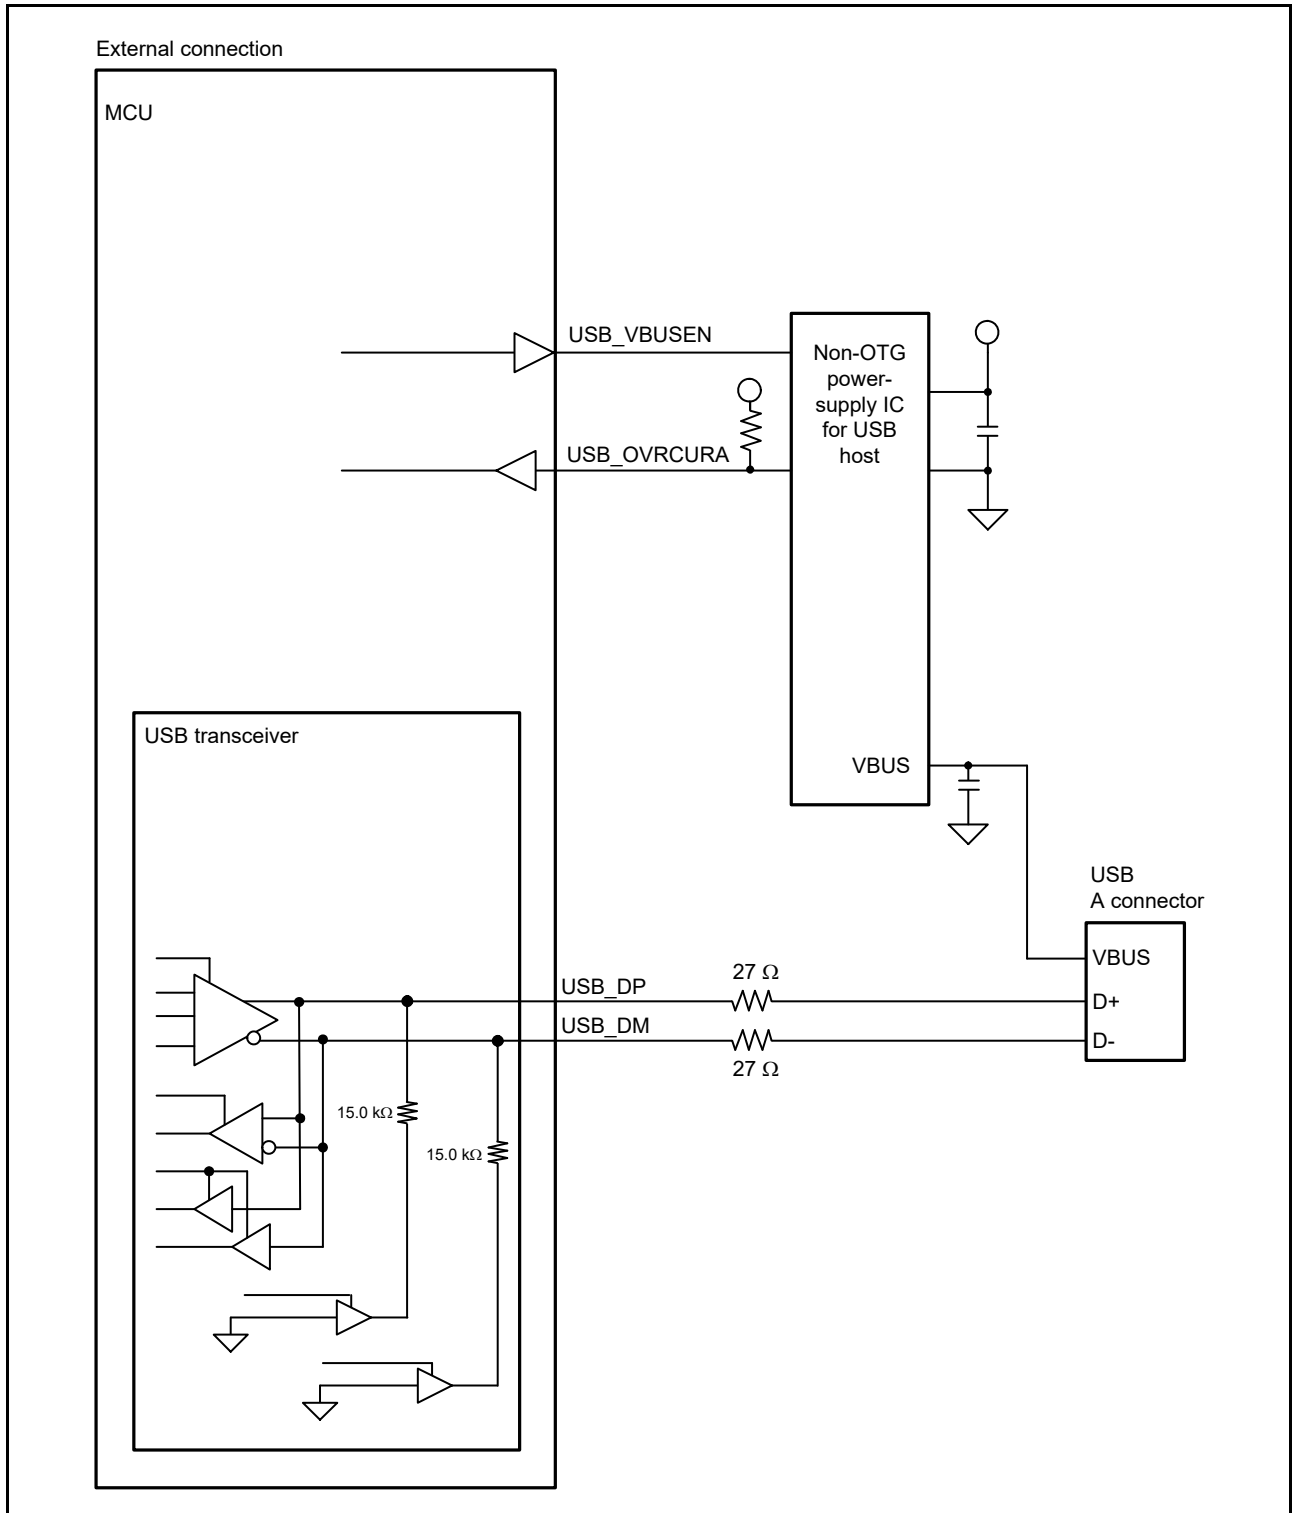 External connection
MCU
USB_VBUSEN
Non-OTG
power-
supply IC
for USB
host
USB_OVRCURA
USB transceiver
VBUS
USB
A connector
VBUS
27 Ω
USB_DP
D+
USB_DM
D-
27 Ω
15.0 kΩ
15.0 kΩ